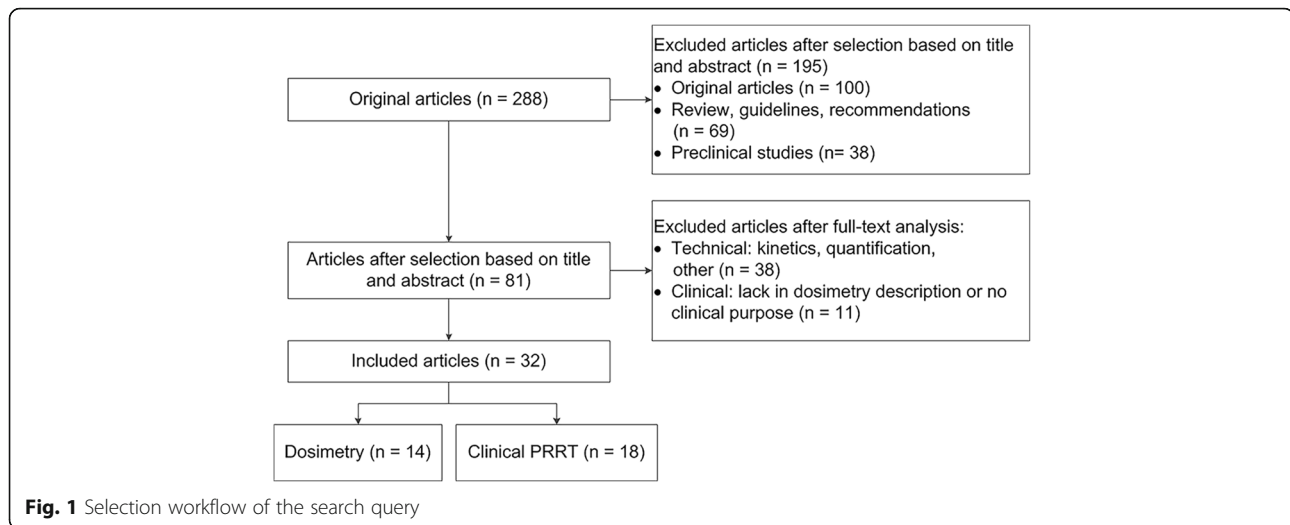 Original articles (n = 288)
Excluded articles after selection based on title
and abstract (n = 195)
• Original articles (n = 100)
• Review, guidelines, recommendations
(n = 69)
• Preclinical studies (n= 38)
Articles after selection based on title
and abstract (n = 81)
Excluded articles after full-text analysis:
• Technical: kinetics, quantification,
other (n = 38)
• Clinical: lack in dosimetry description or no
clinical purpose (n = 11)
Included articles (n = 32)
Dosimetry (n = 14)
Clinical PRRT (n = 18)
Fig. 1 Selection workflow of the search query